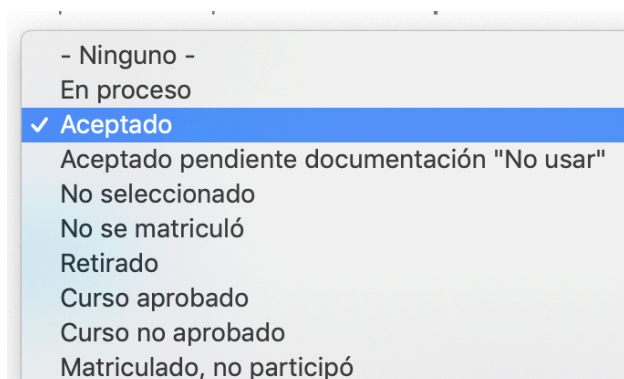 - Ninguno -
En proceso
✓ Aceptado
Aceptado pendiente documentación "No usar"
No seleccionado
No se matriculó
Retirado
Curso aprobado
Curso no aprobado
Matriculado, no participó